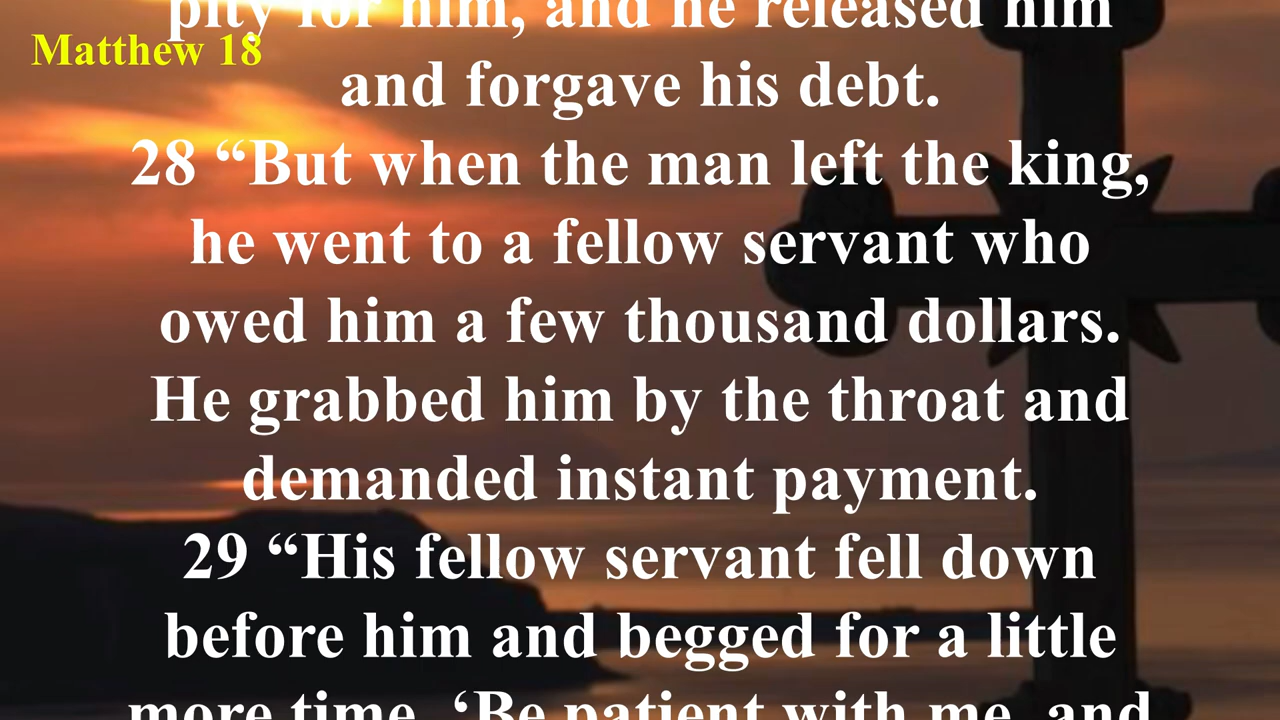 pity for him, and he released him
Matthew 18
and forgave his debt.
28 “But when the man left the king,
he went to a fellow servant who
owed him a few thousand dollars.
He grabbed him by the throat and
demanded instant payment.
29 “His fellow servant fell down
before him and begged for a little
more time. ‘Be patient with me, and